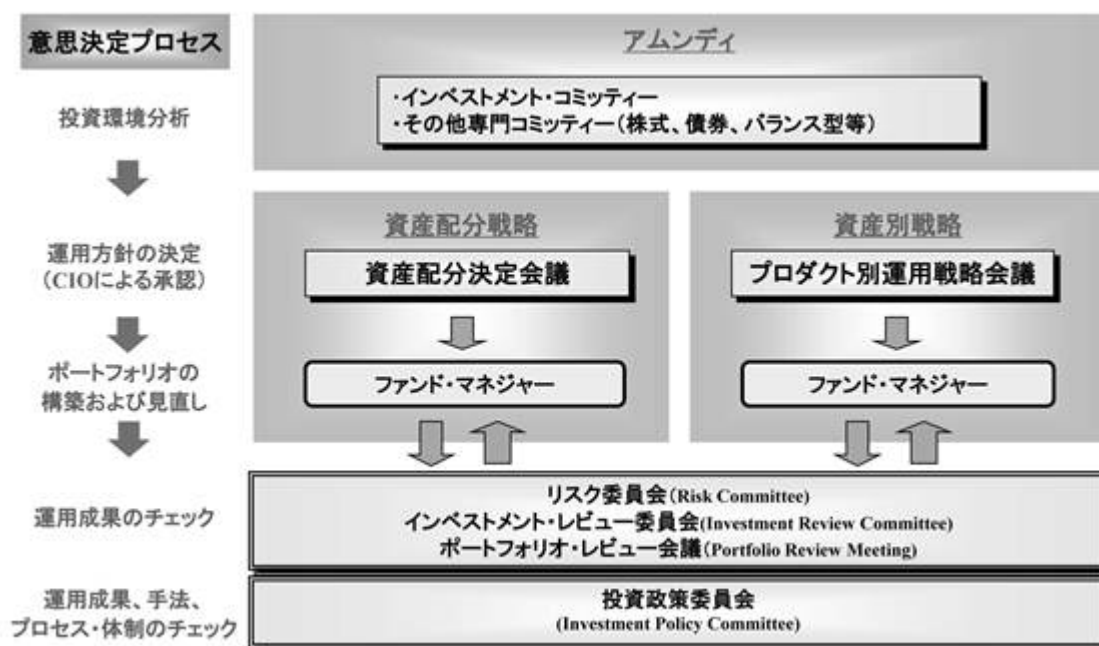 意思決定プロセス
アムンディ
投資環境分析
・インベストメント・コミッティー
・その他専門コミッティー(株式、債券、バランス型等)
運用方針の決定
(CIOによる承認)
資産配分戦略
資産配分決定会議
資産別戦略
プロダクト別運用戦略会議
ポートフォリオの
構築および見直し
ファンド・マネジャー
ファンド・マネジャー
運用成果のチェック
リスク委員会(Risk Committee)
インベストメント・レビュー委員会(Investment Review Committee)
ポートフォリオ・レビュー会議(Portfolio Review Meeting)
運用成果、手法、
プロセス・体制のチェック
投資政策委員会
(Investment Policy Committee)